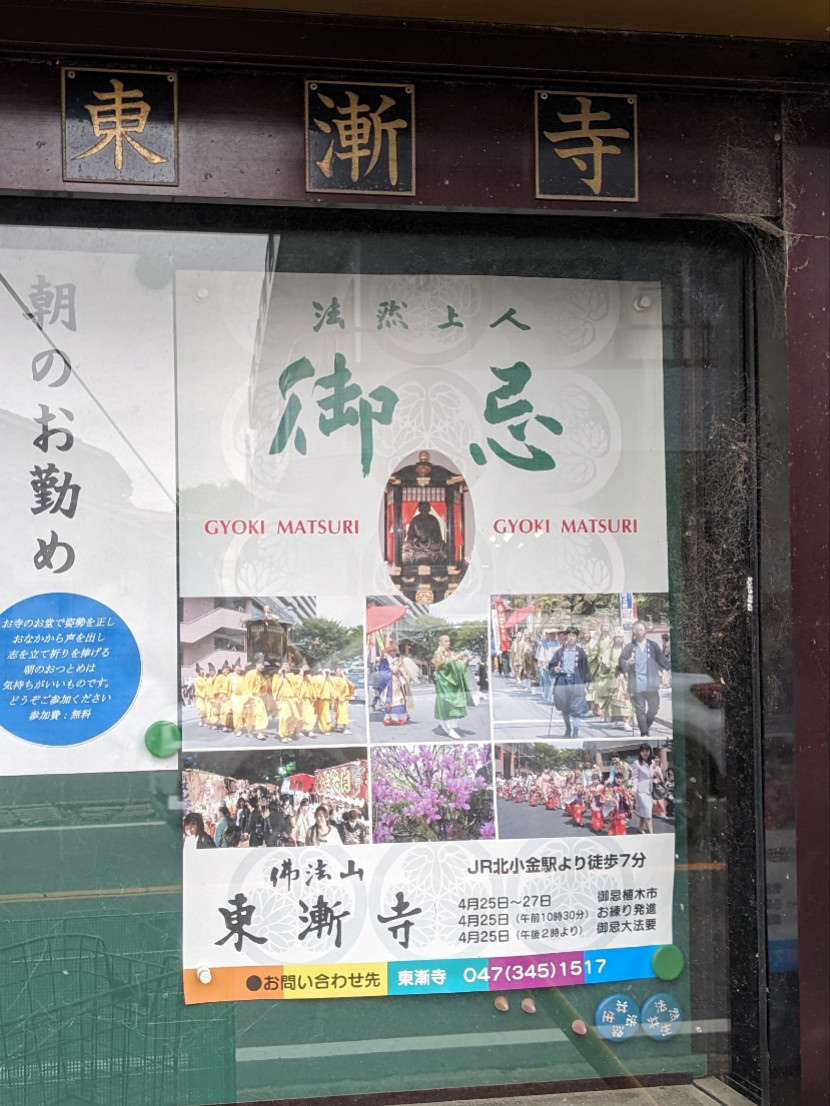 東漸寺
朝のお勤め
お寺のお堂で姿勢を正し
おなかから声を出し
志を立て祈りを捧げる
朝のおつとめは
気持ちがいいものです。
どうぞご参加ください
参加費：無料
法然上人
御忌
GYOKI MATSURI GYOKI MATSURI
佛法山
東漸寺
JR北小金駅より徒歩7分
4月25日〜27日 御忌植木市
4月25日（午前10時30分） お練り発進
4月25日（午後2時より） 御忌大法要
●お問い合わせ先 東漸寺 047(345)1517